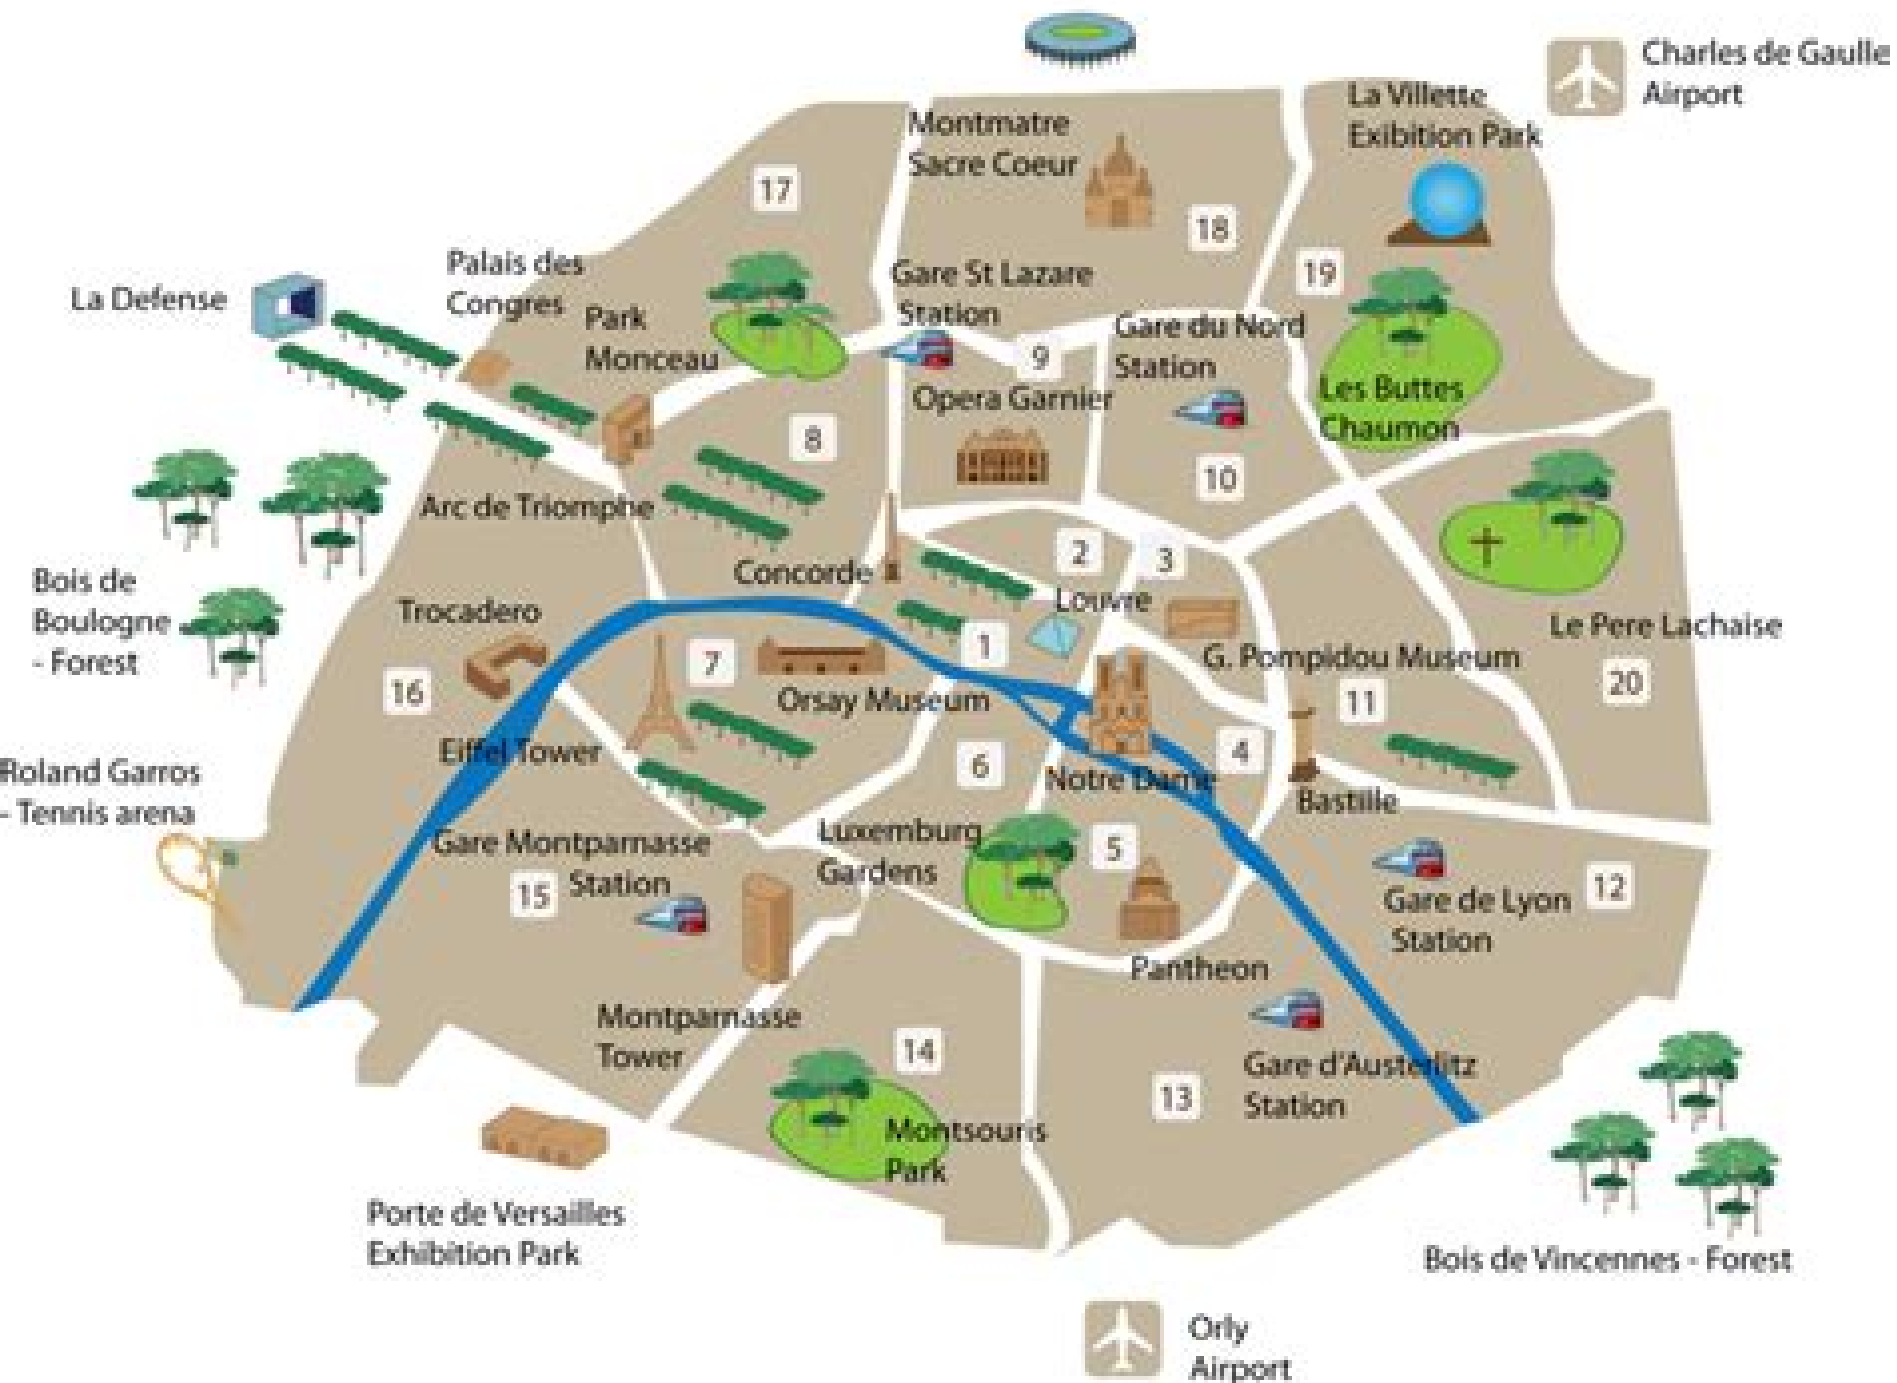 Charles de Gaulle
Airport
La Villette
Exibition Park
Montmatre
Sacre Coeur
17
18
19
Palais des
Congres
La Defense
Park
Monceau
Gare St Lazare
Station
Gare du Nord
Station
9
Opera Garnier
Les Buttes
Chaumon
8
10
Arc de Triomphe
Concorde
2
3
Louvre
Bois de
Boulogne
- Forest
Trocadero
1
7
Le Pere Lachaise
G. Pompidou Museum
20
16
Orsay Museum
11
Eiffel Tower
6
4
Notre Dame
Bastille
Roland Garros
- Tennis arena
Gare Montparnasse
Station
15
Luxemburg
Gardens
5
Gare de Lyon
Station
12
Pantheon
Montparnasse
Tower
14
13
Gare d'Austerlitz
Station
Montsouris
Park
Porte de Versailles
Exhibition Park
Bois de Vincennes - Forest
Orly
Airport